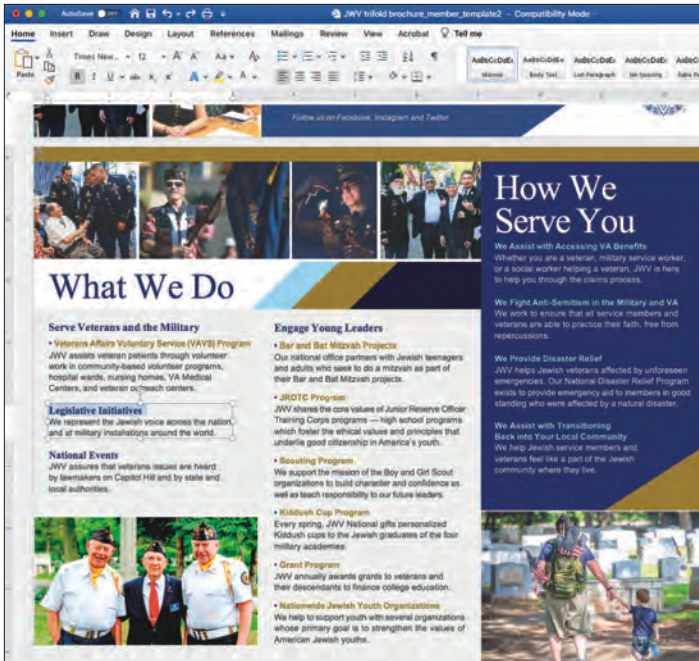 AutoSave OFF
JWV trifold brochure_member_template2 - Compatibility Mode
Home Insert Draw Design Layout References Mailings Review View Acrobat Tell me
Paste
Times New... 12
AaBbCcDdEe AaBbCcDdEe AaBbCcDdEe AaBbCcDdEe
Normal Body Text List Paragraph No Spacing
Follow us on Facebook, Instagram and Twitter
What We Do
Serve Veterans and the Military
• Veterans Affairs Voluntary Service (VAVS) Program
JWV assists veteran patients through volunteer
work in community-based volunteer programs,
hospital wards, nursing homes, VA Medical
Centers, and veteran outreach centers.
Legislative Initiatives
We represent the Jewish voice across the nation
and at military installations around the world.
National Events
JWV assures that veterans issues are heard
by lawmakers on Capitol Hill and by state and
local authorities.
Engage Young Leaders
• Bar and Bat Mitzvah Projects
Our national office partners with Jewish teenagers
and adults who seek to do a mitzvah as part of
their Bar and Bat Mitzvah projects.
• JROTC Program
JWV shares the core values of Junior Reserve Officer
Training Corps programs — high school programs
which foster the ethical values and principles that
underlie good citizenship in America's youth.
• Scouting Program
We support the mission of the Boy and Girl Scout
organizations to build character and confidence as
well as teach responsibility to our future leaders.
• Kiddush Cup Program
Every spring, JWV National gifts personalized
Kiddush cups to the Jewish graduates of the four
military academies.
• Grant Program
JWV annually awards grants to veterans and
their descendants to finance college education.
• Nationwide Jewish Youth Organizations
We help to support youth with several organizations
whose primary goal is to strengthen the values of
American Jewish youths.
How We
Serve You
We Assist with Accessing VA Benefits
Whether you are a veteran, military service worker,
or a social worker helping a veteran, JWV is here
to help you through the claims process.
We Fight Anti-Semitism in the Military and VA
We work to ensure that all service members and
veterans are able to practice their faith, free from
repercussions.
We Provide Disaster Relief
JWV helps Jewish veterans affected by unforeseen
emergencies. Our National Disaster Relief Program
exists to provide emergency aid to members in good
standing who were affected by a natural disaster.
We Assist with Transitioning
Back into Your Local Community
We help Jewish service members and
veterans feel like a part of the Jewish
community where they live.